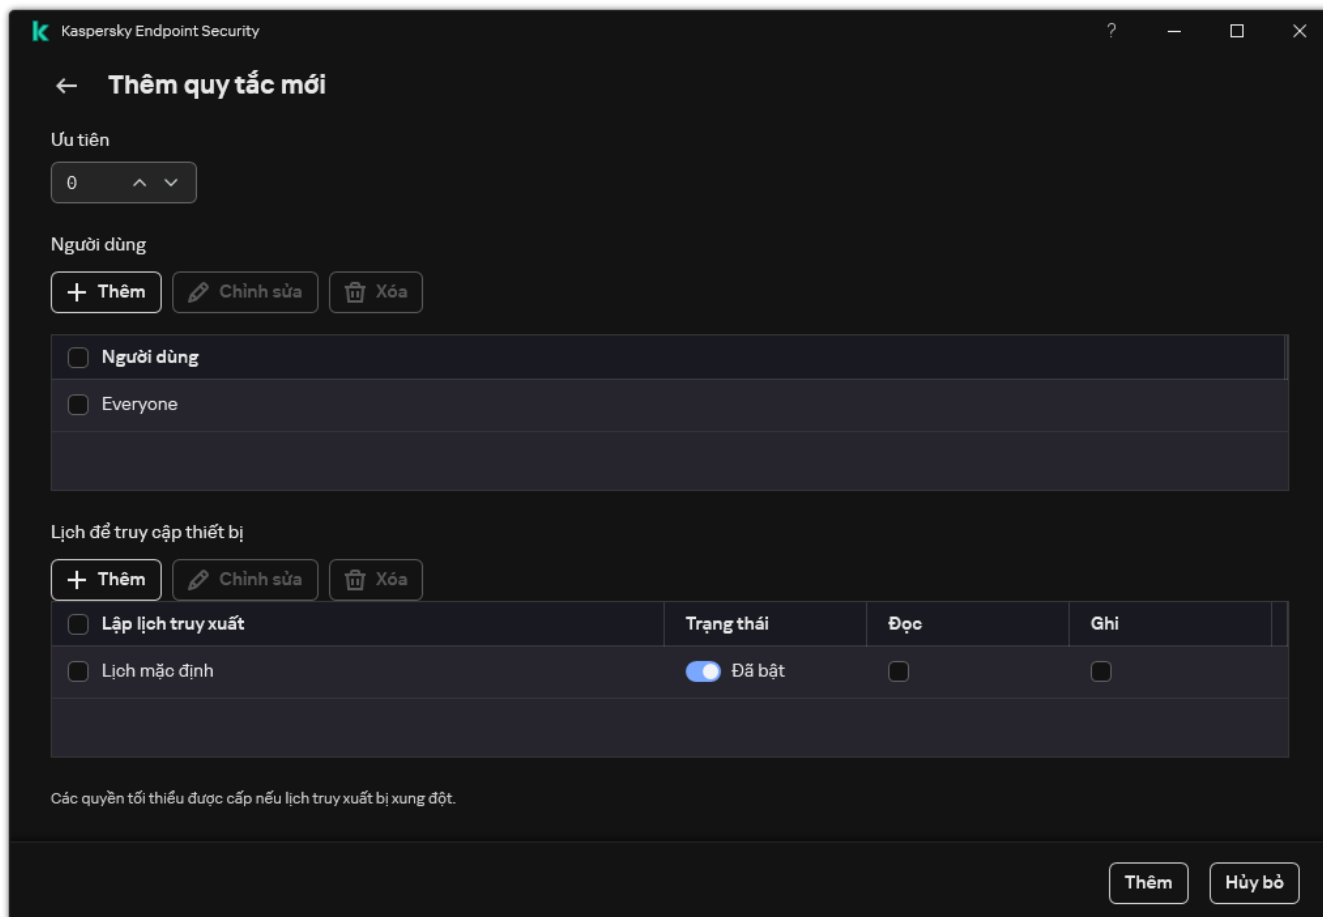 Kaspersky Endpoint Security ?
Thêm quy tắc mới
Ưu tiên
0
Người dùng
Thêm Chỉnh sửa Xóa
Người dùng
Everyone
Lịch để truy cập thiết bị
Thêm Chỉnh sửa Xóa
Lập lịch truy xuất Trạng thái Đọc Ghi
Lịch mặc định Đã bật
Các quyền tối thiểu được cấp nếu lịch truy xuất bị xung đột.
Thêm Hủy bỏ